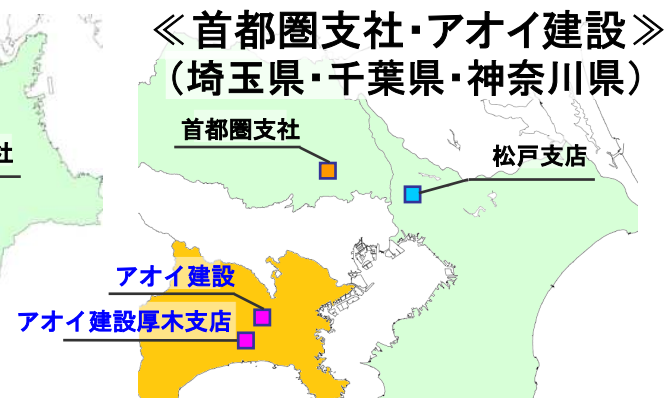 ≪首都圏支社・アオイ建設≫
（埼玉県・千葉県・神奈川県）
首都圏支社
松戸支店
社
アオイ建設
アオイ建設厚木支店